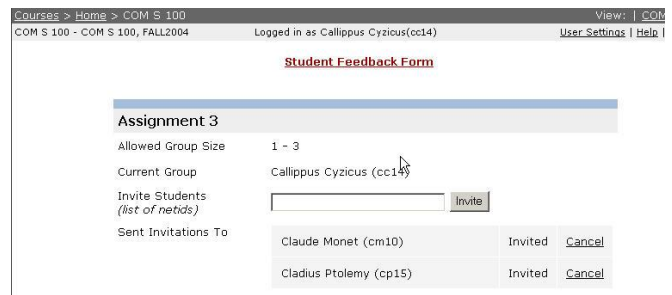 Courses > Home > COM S 100 View: | COM
COM S 100 - COM S 100, FALL2004 Logged in as Callippus Cyzicus(cc14) User Settings | Help |
Student Feedback Form
Assignment 3
Allowed Group Size 1 - 3
Current Group Callippus Cyzicus (cc14)
Invite Students
(list of netids) Invite
Sent Invitations To
Claude Monet (cm10) Invited Cancel
Cladius Ptolemy (cp15) Invited Cancel